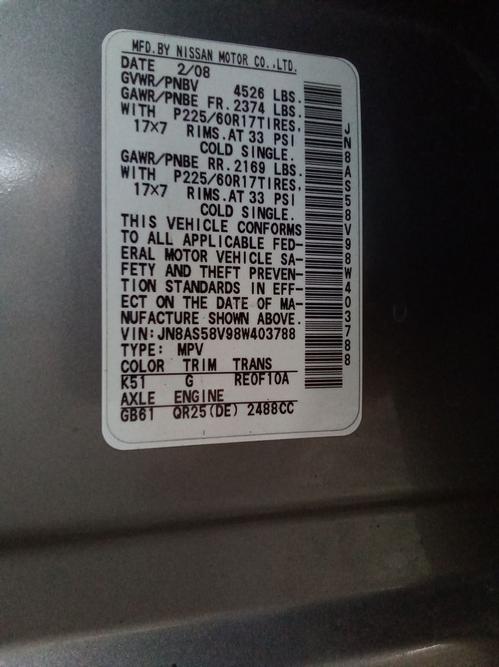 MFD.BY NISSAN MOTOR CO.,LTD.
DATE 2/08
GVWR/PNBV 4526 LBS.
GAWR/PNBE FR. 2374 LBS.
WITH P225/60R17TIRES,
17X7 RIMS.AT 33 PSI
COLD SINGLE.
GAWR/PNBE RR. 2169 LBS.
WITH P225/60R17TIRES,
17X7 RIMS.AT 33 PSI
COLD SINGLE.
THIS VEHICLE CONFORMS
TO ALL APPLICABLE FED-
ERAL MOTOR VEHICLE SA-
FETY AND THEFT PREVEN-
TION STANDARDS IN EFF-
ECT ON THE DATE OF MA-
NUFACTURE SHOWN ABOVE.
VIN: JN8AS58V98W403788
TYPE: MPV
COLOR TRIM TRANS
K51 G RE0F10A
AXLE ENGINE
GB61 QR25(DE) 2488CC
JN8AS58V98W403788